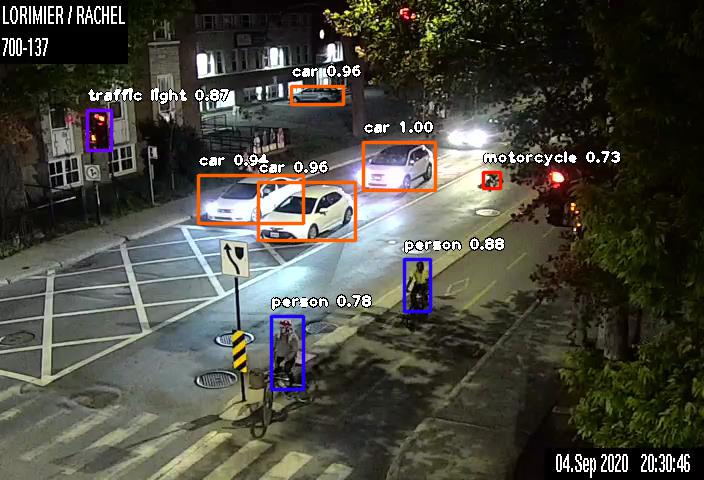 LORIMIER / RACHEL
700-137
car 0.96
traffic light 0.87
car 1.00
car 0.94
car 0.96
motorcycle 0.73
person 0.88
person 0.78
04.Sep 2020 20:30:46